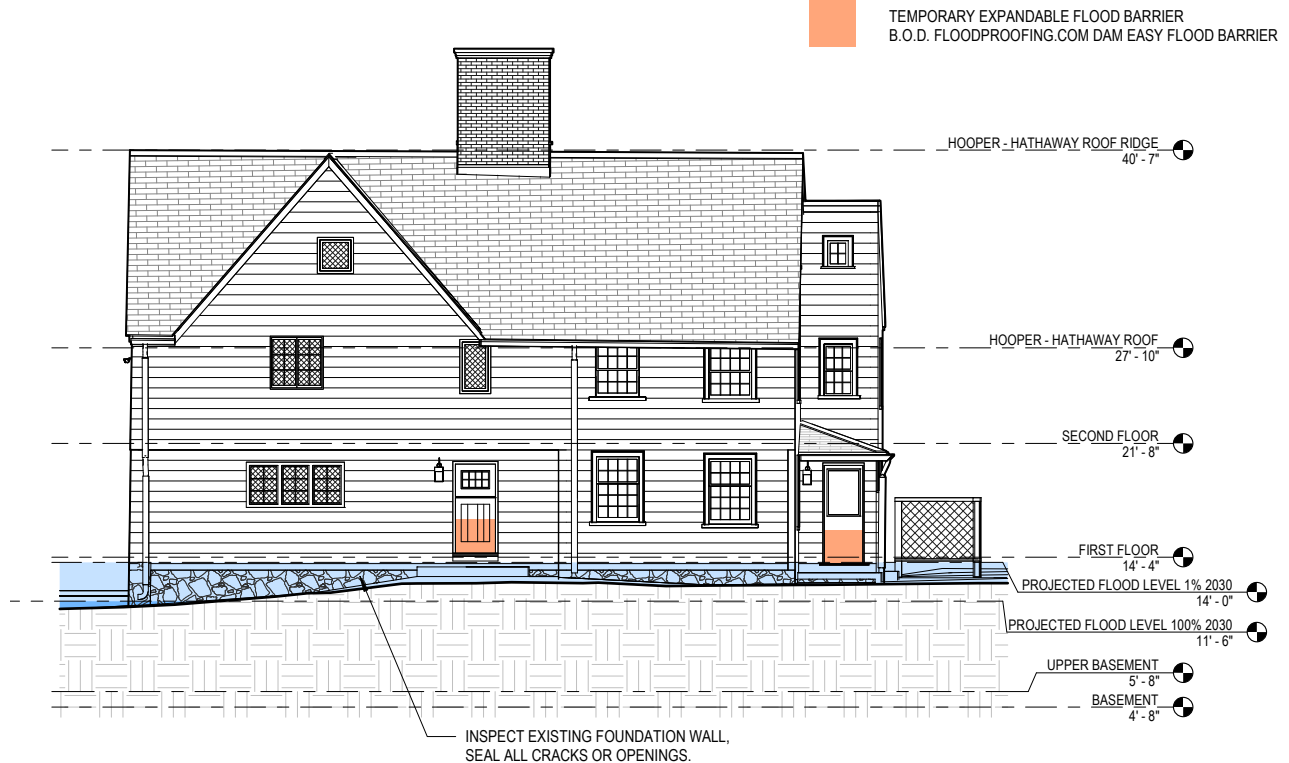 TEMPORARY EXPANDABLE FLOOD BARRIER
B.O.D. FLOODPROOFING.COM DAM EASY FLOOD BARRIER
HOOPER - HATHAWAY ROOF RIDGE
40' - 7"
HOOPER - HATHAWAY ROOF
27' - 10"
SECOND FLOOR
21' - 8"
FIRST FLOOR
14' - 4"
PROJECTED FLOOD LEVEL 1% 2030
14' - 0"
PROJECTED FLOOD LEVEL 100% 2030
11' - 6"
UPPER BASEMENT
5' - 8"
BASEMENT
4' - 8"
INSPECT EXISTING FOUNDATION WALL,
SEAL ALL CRACKS OR OPENINGS.